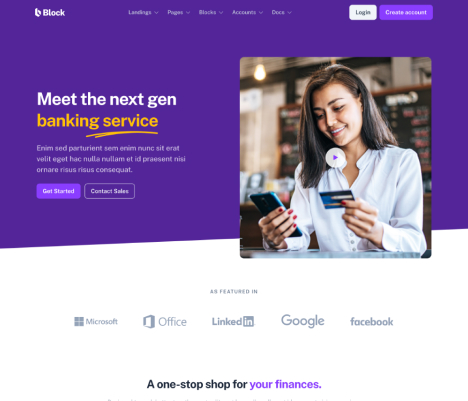 Block
Landings Pages Blocks Accounts Docs
Login Create account
Meet the next gen
banking service
Enim sed parturient sem enim nunc sit erat
velit eget hac nulla nullam et id praesent nisi
ornare risus risus consequat.
Get Started Contact Sales
AS FEATURED IN
Microsoft Office LinkedIn Google facebook
A one-stop shop for your finances.